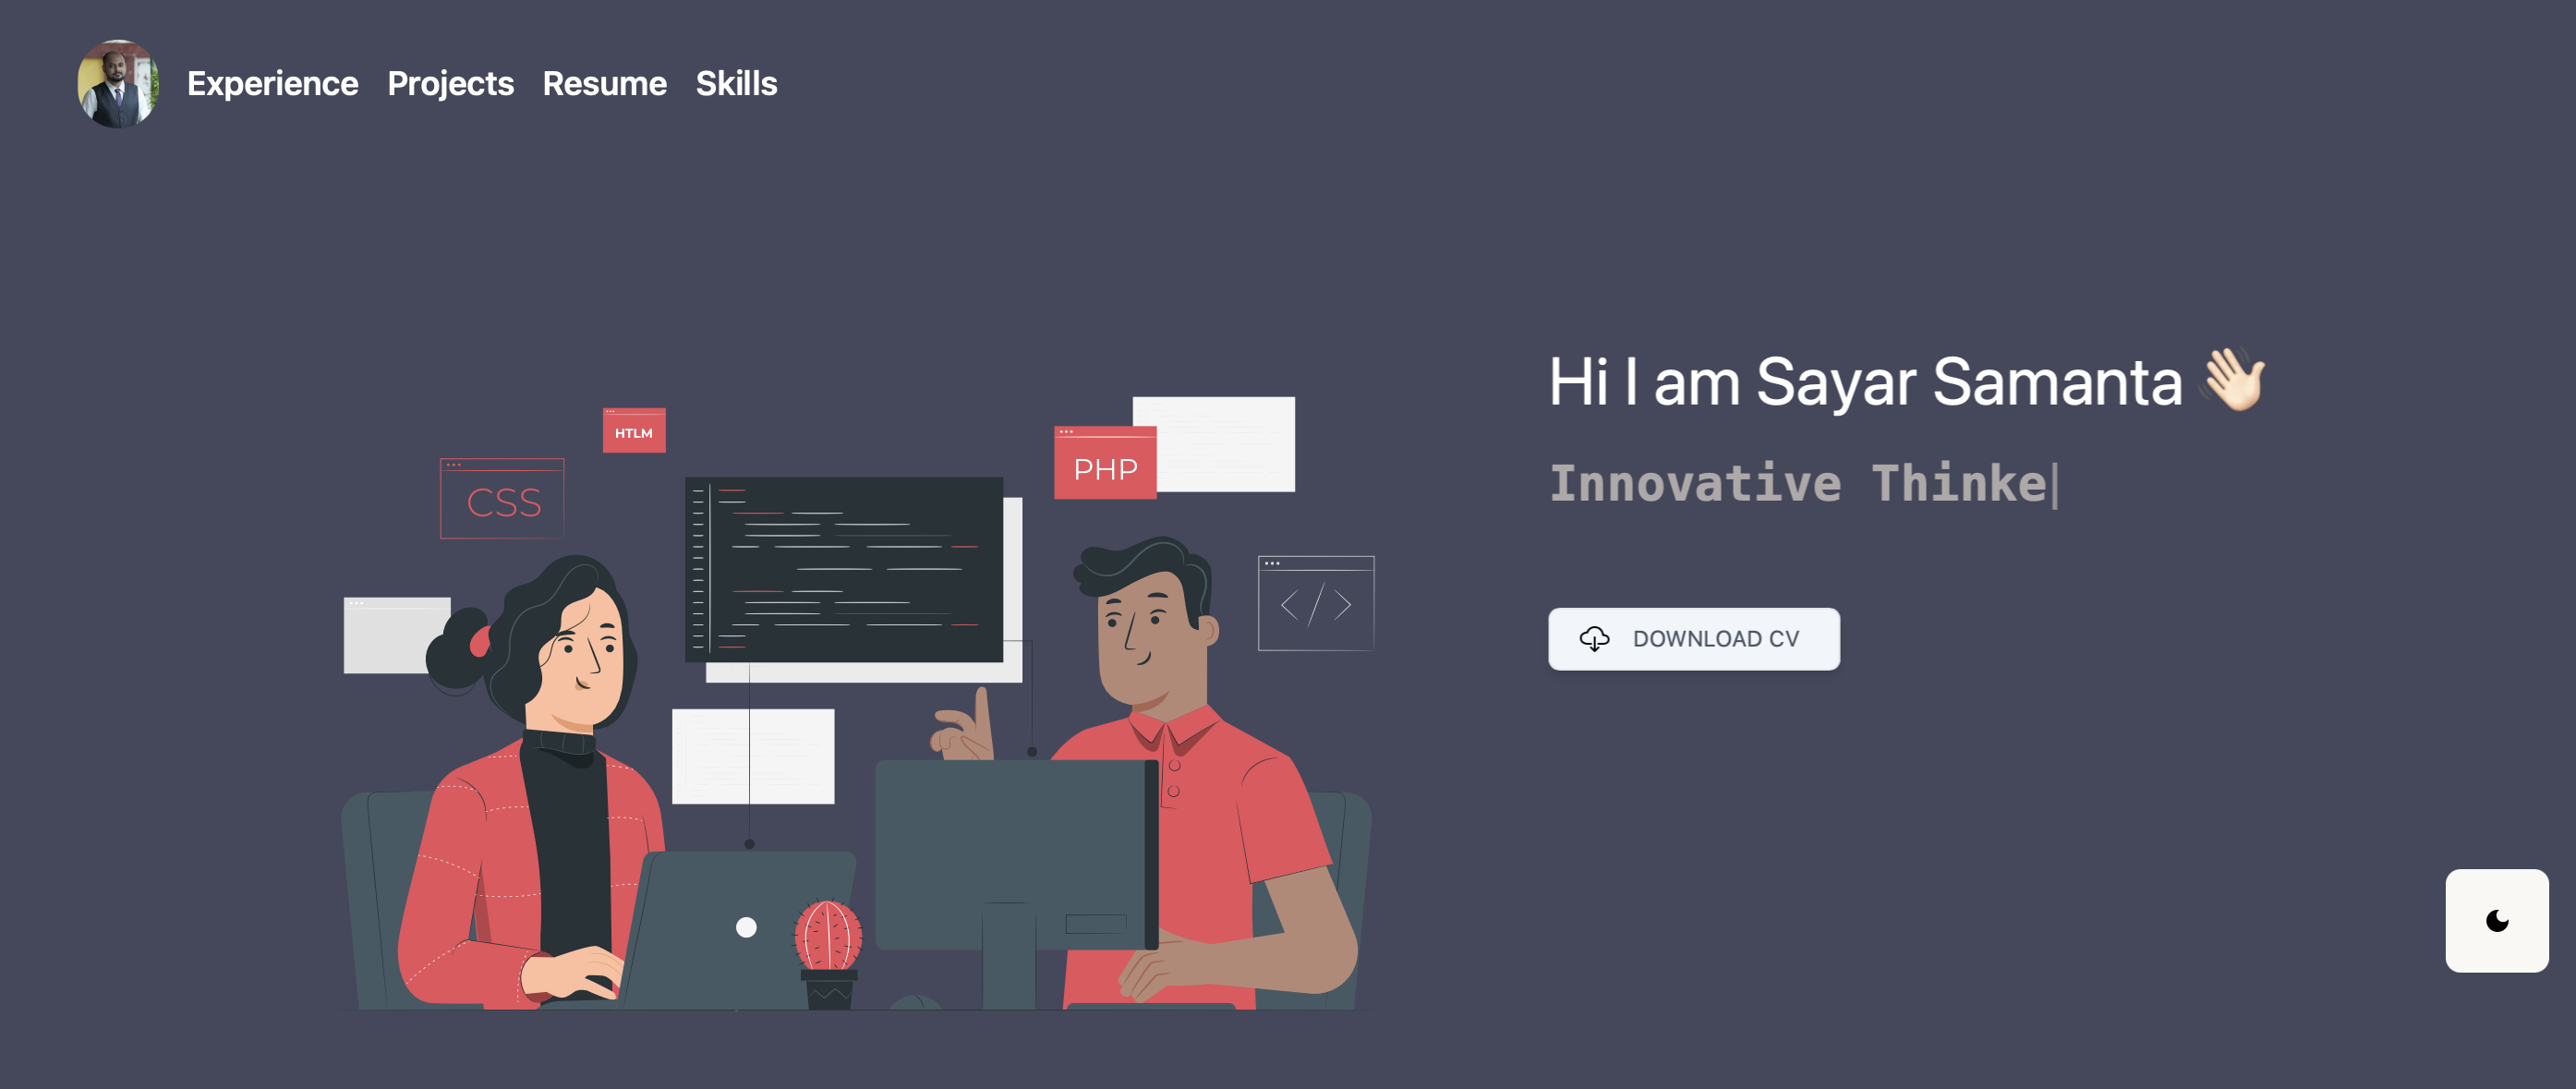 Experience Projects Resume Skills
Hi I am Sayar Samanta 👋🏻
Innovative Thinke
DOWNLOAD CV
HTLM
CSS
PHP
</>